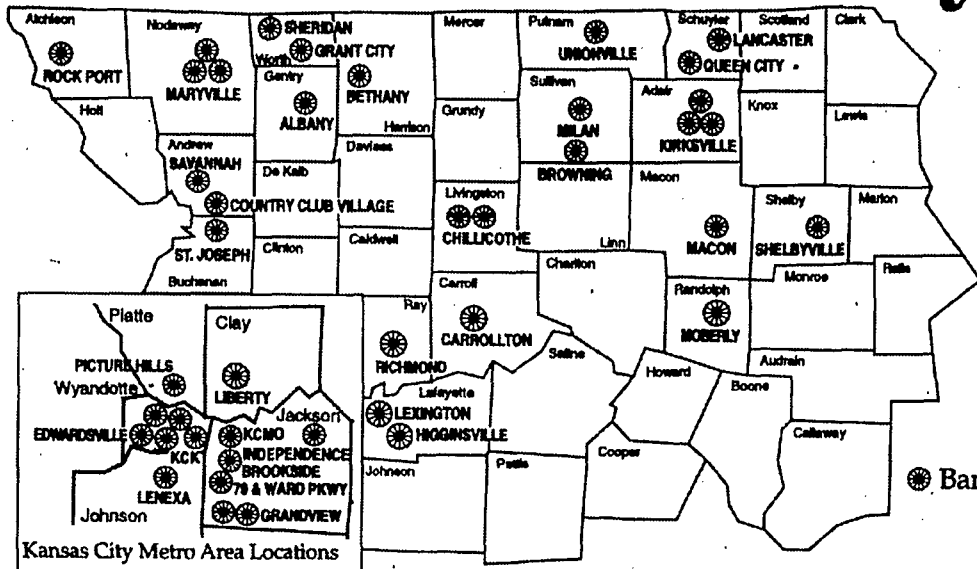 Atchison
Nodaway
SHERIDAN
GRANT CITY
Worth
Mercer
Putnam
UNIONVILLE
Schuyler
LANCASTER
QUEEN CITY
Scotland
Clark
ROCK PORT
MARYVILLE
Gentry
ALBANY
BETHANY
Harrison
Sullivan
MILAN
Adair
KIRKSVILLE
Knox
Lewis
Holt
Grundy
Andrew
SAVANNAH
De Kalb
Daviess
BROWNING
Macon
COUNTRY CLUB VILLAGE
Livingston
CHILLICOTHE
Linn
MACON
Shelby
SHELBYVILLE
Marion
ST. JOSEPH
Clinton
Caldwell
Buchanan
Chariton
Monroe
Ralls
Carroll
CARROLLTON
Randolph
MOBERLY
Ray
RICHMOND
Audrain
Platte
Clay
PICTURE HILLS
Wyandotte
LIBERTY
Jackson
EDWARDSVILLE
KCK
KCMO
INDEPENDENCE
BROOKSIDE
79 & WARD PKWY
LENEXA
GRANDVIEW
Johnson
Kansas City Metro Area Locations
Lafayette
LEXINGTON
HIGGINSVILLE
Saline
Howard
Boone
Callaway
Johnson
Pettis
Cooper
Ban